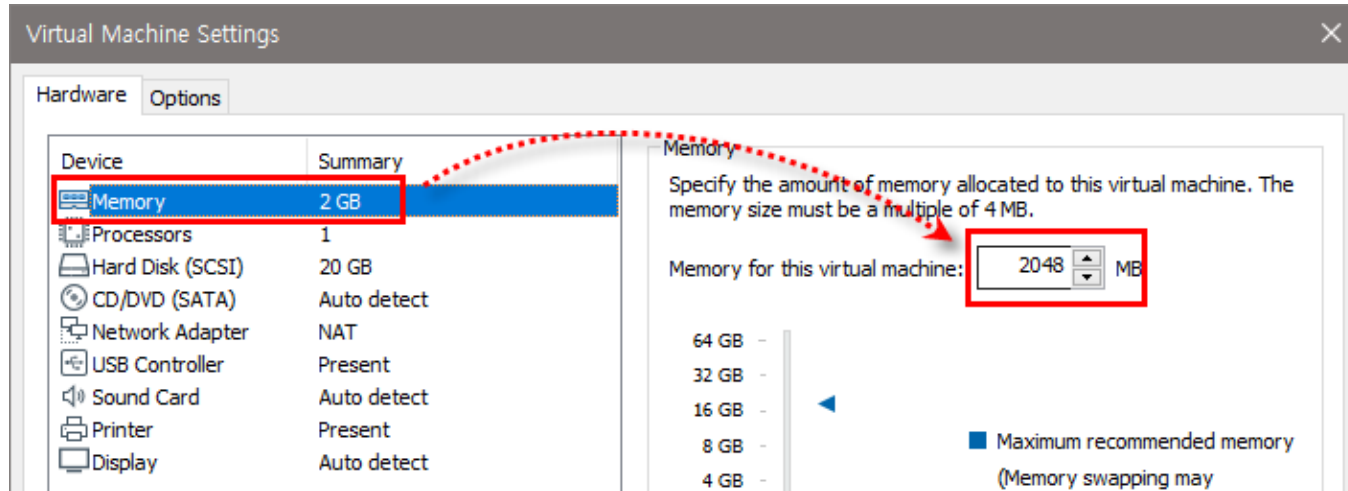 Virtual Machine Settings
Hardware Options
Device Summary
Memory 2 GB
Processors 1
Hard Disk (SCSI) 20 GB
CD/DVD (SATA) Auto detect
Network Adapter NAT
USB Controller Present
Sound Card Auto detect
Printer Present
Display Auto detect
Memory
Specify the amount of memory allocated to this virtual machine. The
memory size must be a multiple of 4 MB.
Memory for this virtual machine: 2048 MB
64 GB
32 GB
16 GB
8 GB
4 GB
Maximum recommended memory
(Memory swapping may